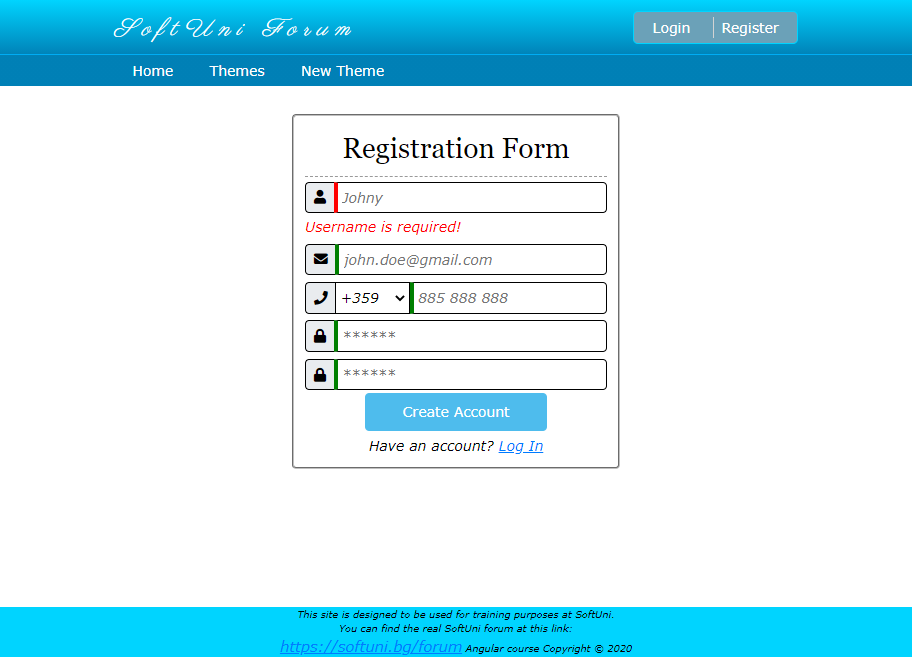 SoftUni Forum
Login
Register
Home
Themes
New Theme
Registration Form
Johny
Username is required!
john.doe@gmail.com
+359
885 888 888
******
******
Create Account
Have an account? Log In
This site is designed to be used for training purposes at SoftUni.
You can find the real SoftUni forum at this link:
https://softuni.bg/forum Angular course Copyright © 2020